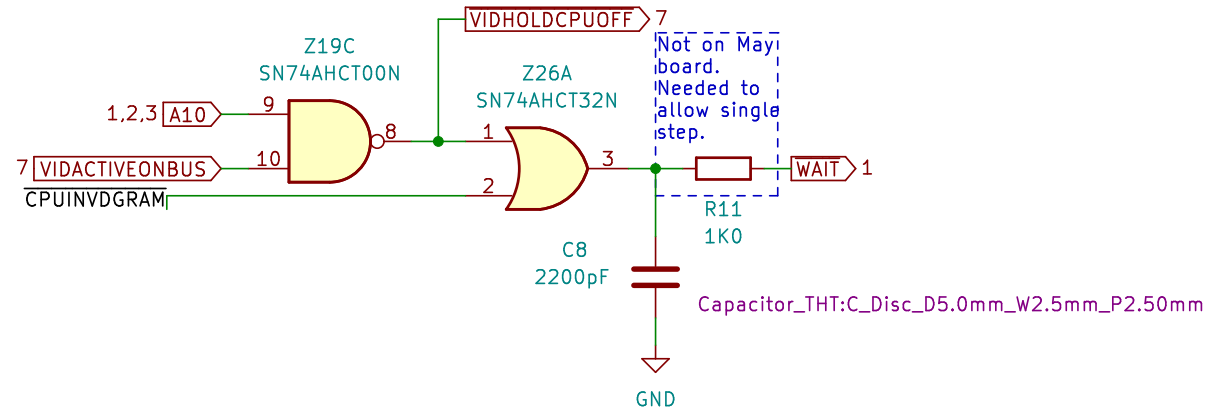 VIDHOLDCPUOFF 7
Z19C
SN74AHCT00N
Not on May
board.
Needed to
allow single
step.
Z26A
SN74AHCT32N
1,2,3 A10 9
8
1
7 VIDACTIVEONBUS 10
3
WAIT 1
CPUINVDGRAM
2
R11
1K0
C8
2200pF
Capacitor_THT:C_Disc_D5.0mm_W2.5mm_P2.50mm
GND